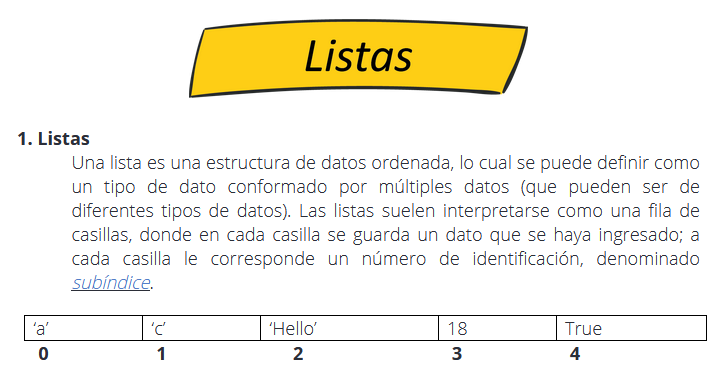 Listas
1. Listas
Una lista es una estructura de datos ordenada, lo cual se puede definir como
un tipo de dato conformado por múltiples datos (que pueden ser de
diferentes tipos de datos). Las listas suelen interpretarse como una fila de
casillas, donde en cada casilla se guarda un dato que se haya ingresado; a
cada casilla le corresponde un número de identificación, denominado
subíndice.
‘a’ ‘c’ ‘Hello’ 18 True
0 1 2 3 4